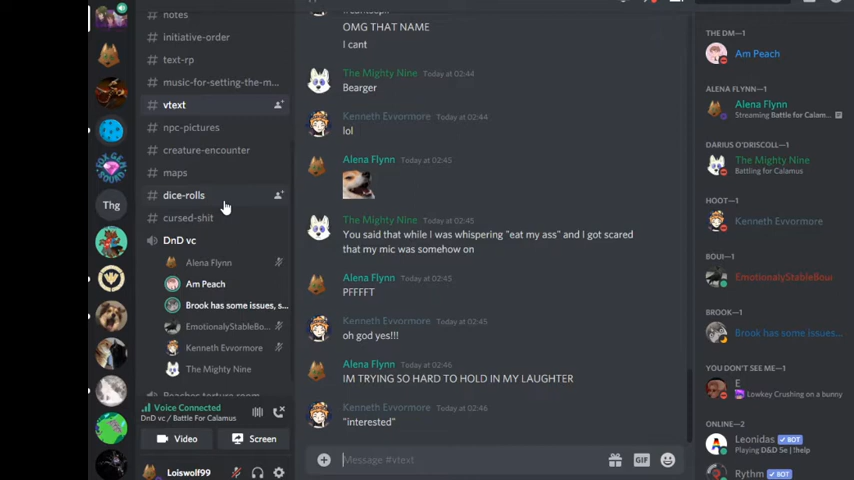 notes
initiative-order
text-rp
music-for-setting-the-m...
vtext
npc-pictures
creature-encounter
maps
dice-rolls
cursed-shit
DnD vc
Alena Flynn
Am Peach
Brook has some issues, s...
EmotionalyStableBo...
Kenneth Evvormore
The Mighty Nine
Voice Connected
DnD vc / Battle For Calamus
Video
Screen
Loiswolf99
Thg
OMG THAT NAME
I cant
The Mighty Nine Today at 02:44
Bearger
Kenneth Evvormore Today at 02:44
lol
Alena Flynn Today at 02:45
The Mighty Nine Today at 02:45
You said that while I was whispering "eat my ass" and I got scared
that my mic was somehow on
Alena Flynn Today at 02:45
PFFFFT
Kenneth Evvormore Today at 02:45
oh god yes!!!
Alena Flynn Today at 02:46
IM TRYING SO HARD TO HOLD IN MY LAUGHTER
Kenneth Evvormore Today at 02:46
"interested"
Message #vtext
GIF
THE DM—1
Am Peach
ALENA FLYNN—1
Alena Flynn
Streaming Battle for Calam...
DARIUS O'DRISCOLL—1
The Mighty Nine
Battling for Calamus
HOOT—1
Kenneth Evvormore
BOUI—1
EmotionalyStableBoui
BROOK—1
Brook has some issues...
YOU DON'T SEE ME—1
E
Lowkey Crushing on a bunny
ONLINE—2
Leonidas BOT
Playing D&D 5e | !help
Rythm BOT